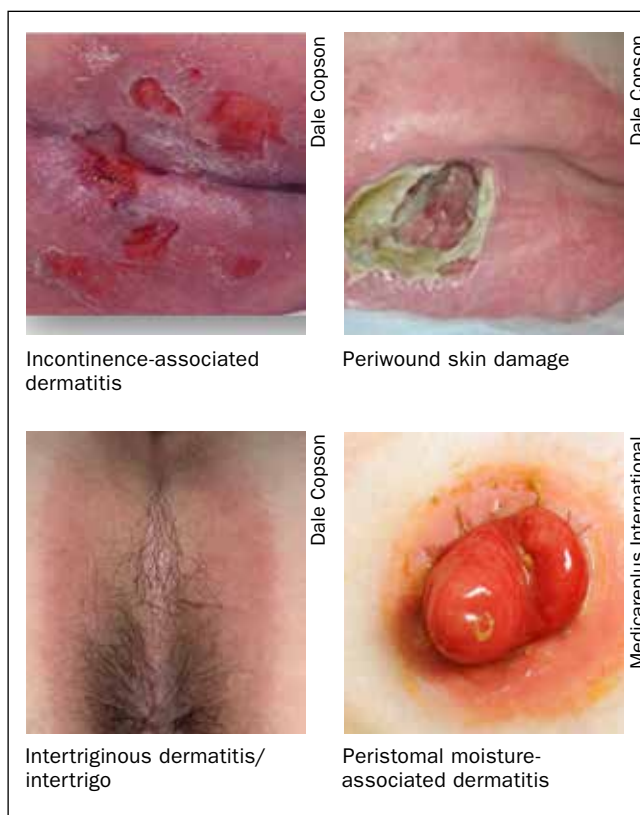 Dale Copson
Dale Copson
Incontinence-associated
dermatitis
Periwound skin damage
Dale Copson
Medicareplus International
Intertriginous dermatitis/
intertrigo
Peristomal moisture-
associated dermatitis